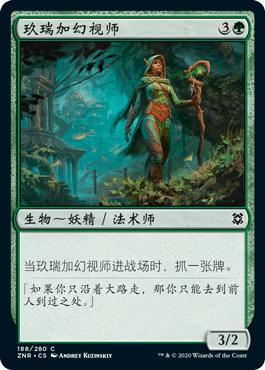 玖瑞加幻视师 3
生物～妖精／法术师
当玖瑞加幻视师进战场时，抓一张牌。
「如果你只沿着大路走，那你只能去到前
人到过之处。」
3/2
188/280 C
ZNR • CS Andrey Kuzinskiy
™ & © 2020 Wizards of the Coast